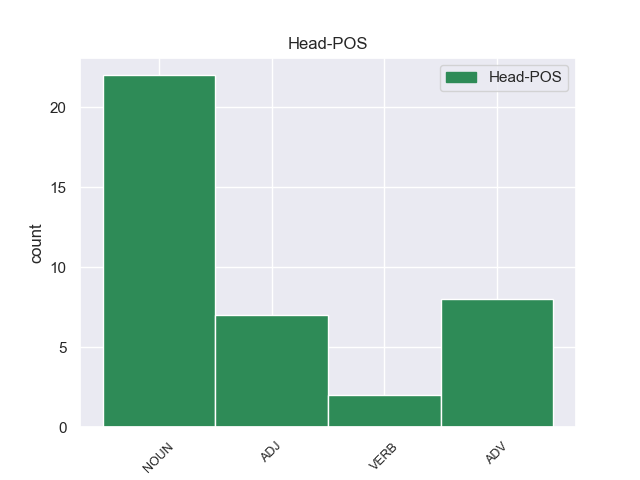 Head-POS
Head-POS
count
20
15
10
5
0
NOUN
ADJ
VERB
ADV